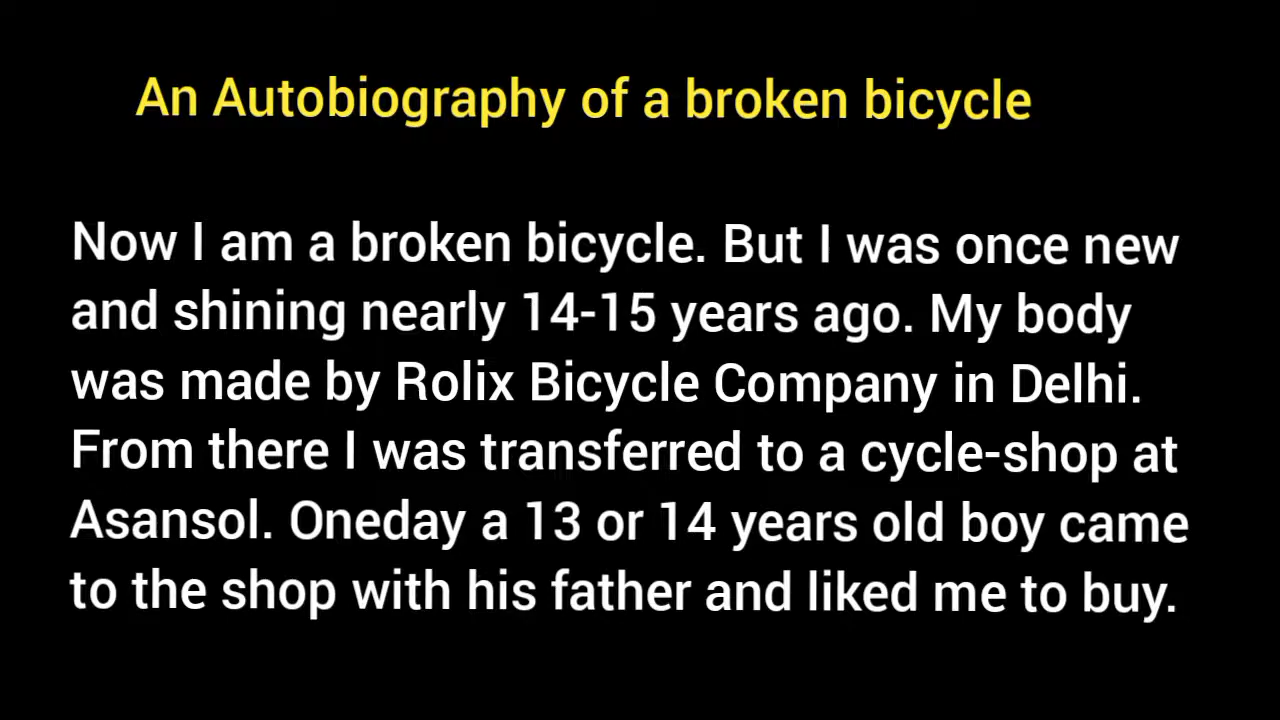 An Autobiography of a broken bicycle
Now I am a broken bicycle. But I was once new
and shining nearly 14-15 years ago. My body
was made by Rolix Bicycle Company in Delhi.
From there I was transferred to a cycle-shop at
Asansol. Oneday a 13 or 14 years old boy came
to the shop with his father and liked me to buy.